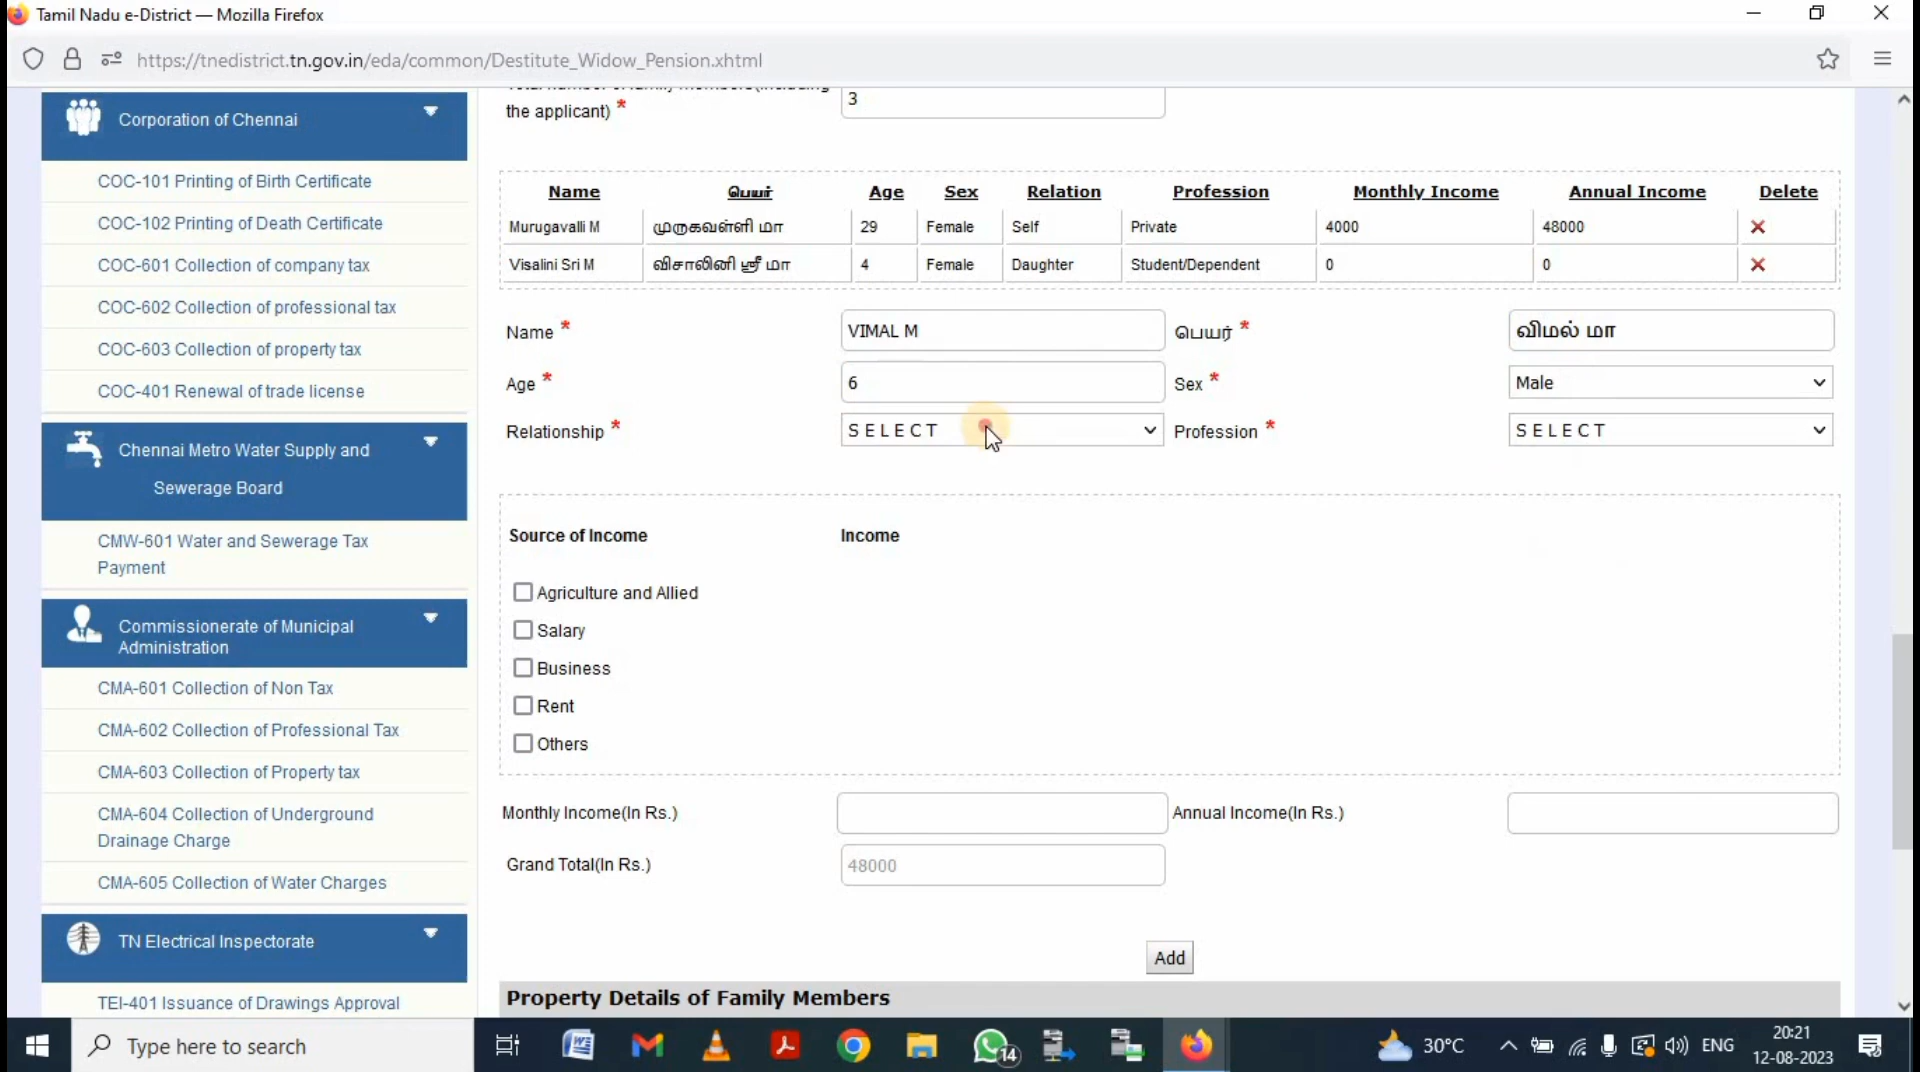 Tamil Nadu e-District — Mozilla Firefox
https://tnedistrict.tn.gov.in/eda/common/Destitute_Widow_Pension.xhtml
Corporation of Chennai
COC-101 Printing of Birth Certificate
COC-102 Printing of Death Certificate
COC-601 Collection of company tax
COC-602 Collection of professional tax
COC-603 Collection of property tax
COC-401 Renewal of trade license
Chennai Metro Water Supply and
Sewerage Board
CMW-601 Water and Sewerage Tax
Payment
Commissionerate of Municipal
Administration
CMA-601 Collection of Non Tax
CMA-602 Collection of Professional Tax
CMA-603 Collection of Property tax
CMA-604 Collection of Underground
Drainage Charge
CMA-605 Collection of Water Charges
TN Electrical Inspectorate
TEI-401 Issuance of Drawings Approval
Total number of family members(including
the applicant) * 3
Name பெயர் Age Sex Relation Profession Monthly Income Annual Income Delete
Murugavalli M முருகவள்ளி மா 29 Female Self Private 4000 48000
Visalini Sri M விசாலினி ஸ்ரீ மா 4 Female Daughter Student/Dependent 0 0
Name * VIMAL M பெயர் * விமல் மா
Age * 6 Sex * Male
Relationship * S E L E C T Profession * S E L E C T
Source of Income Income
Agriculture and Allied
Salary
Business
Rent
Others
Monthly Income(In Rs.) Annual Income(In Rs.)
Grand Total(In Rs.) 48000
Add
Property Details of Family Members
Type here to search
14
30°C
ENG
20:21
12-08-2023